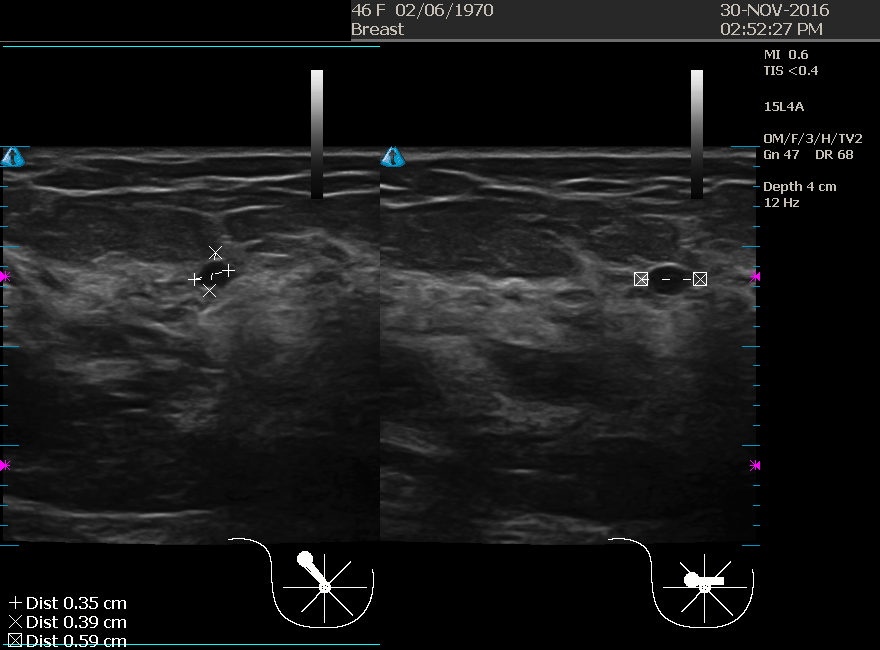 46 F 02/06/1970 30-NOV-2016
Breast 02:52:27 PM
MI 0.6
TIS <0.4
15L4A
OM/F/3/H/TV2
Gn 47 DR 68
Depth 4 cm
12 Hz
Dist 0.35 cm
Dist 0.39 cm
Dist 0.59 cm